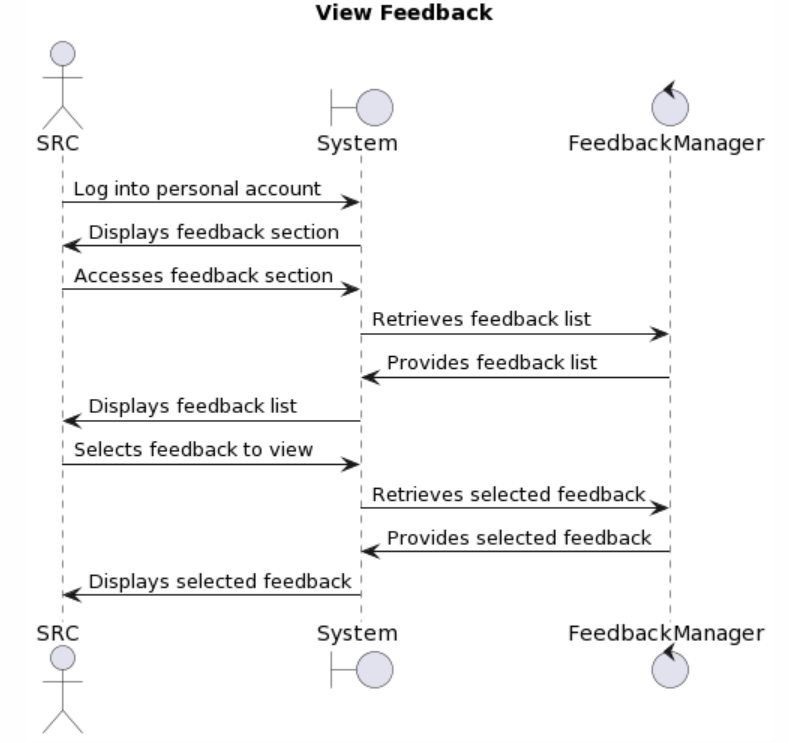 View Feedback
SRC
System
FeedbackManager
Log into personal account
Displays feedback section
Accesses feedback section
Retrieves feedback list
Provides feedback list
Displays feedback list
Selects feedback to view
Retrieves selected feedback
Provides selected feedback
Displays selected feedback
SRC
System
FeedbackManager